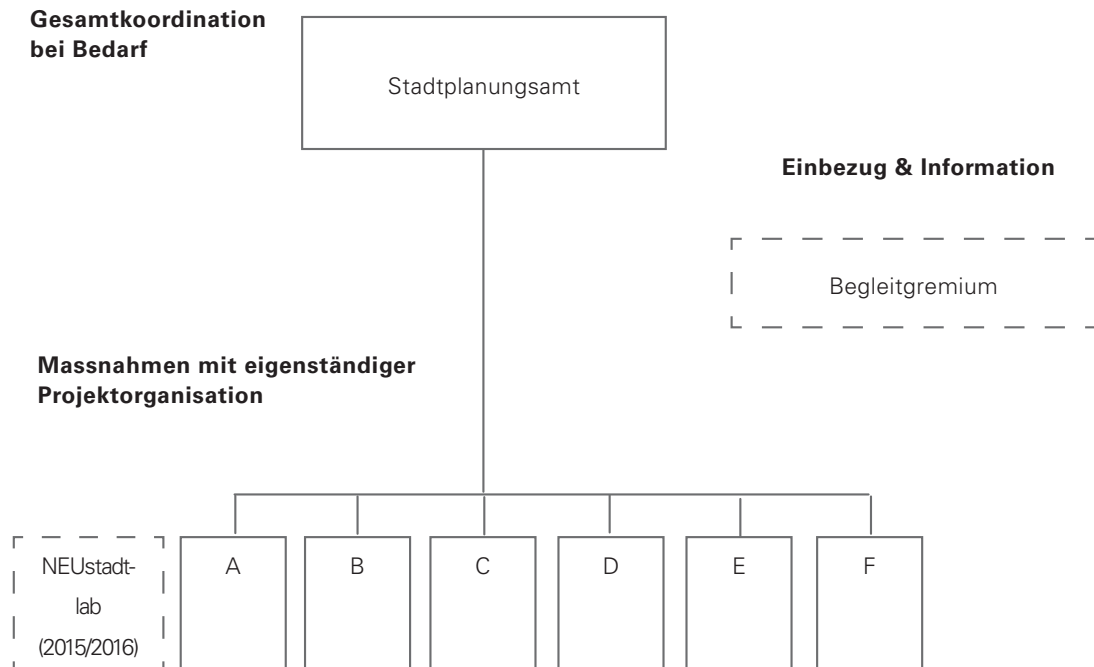 Gesamtkoordination
bei Bedarf
Stadtplanungsamt
Einbezug & Information
Begleitgremium
Massnahmen mit eigenständiger
Projektorganisation
NEUstadt-
lab
(2015/2016)
A
B
C
D
E
F